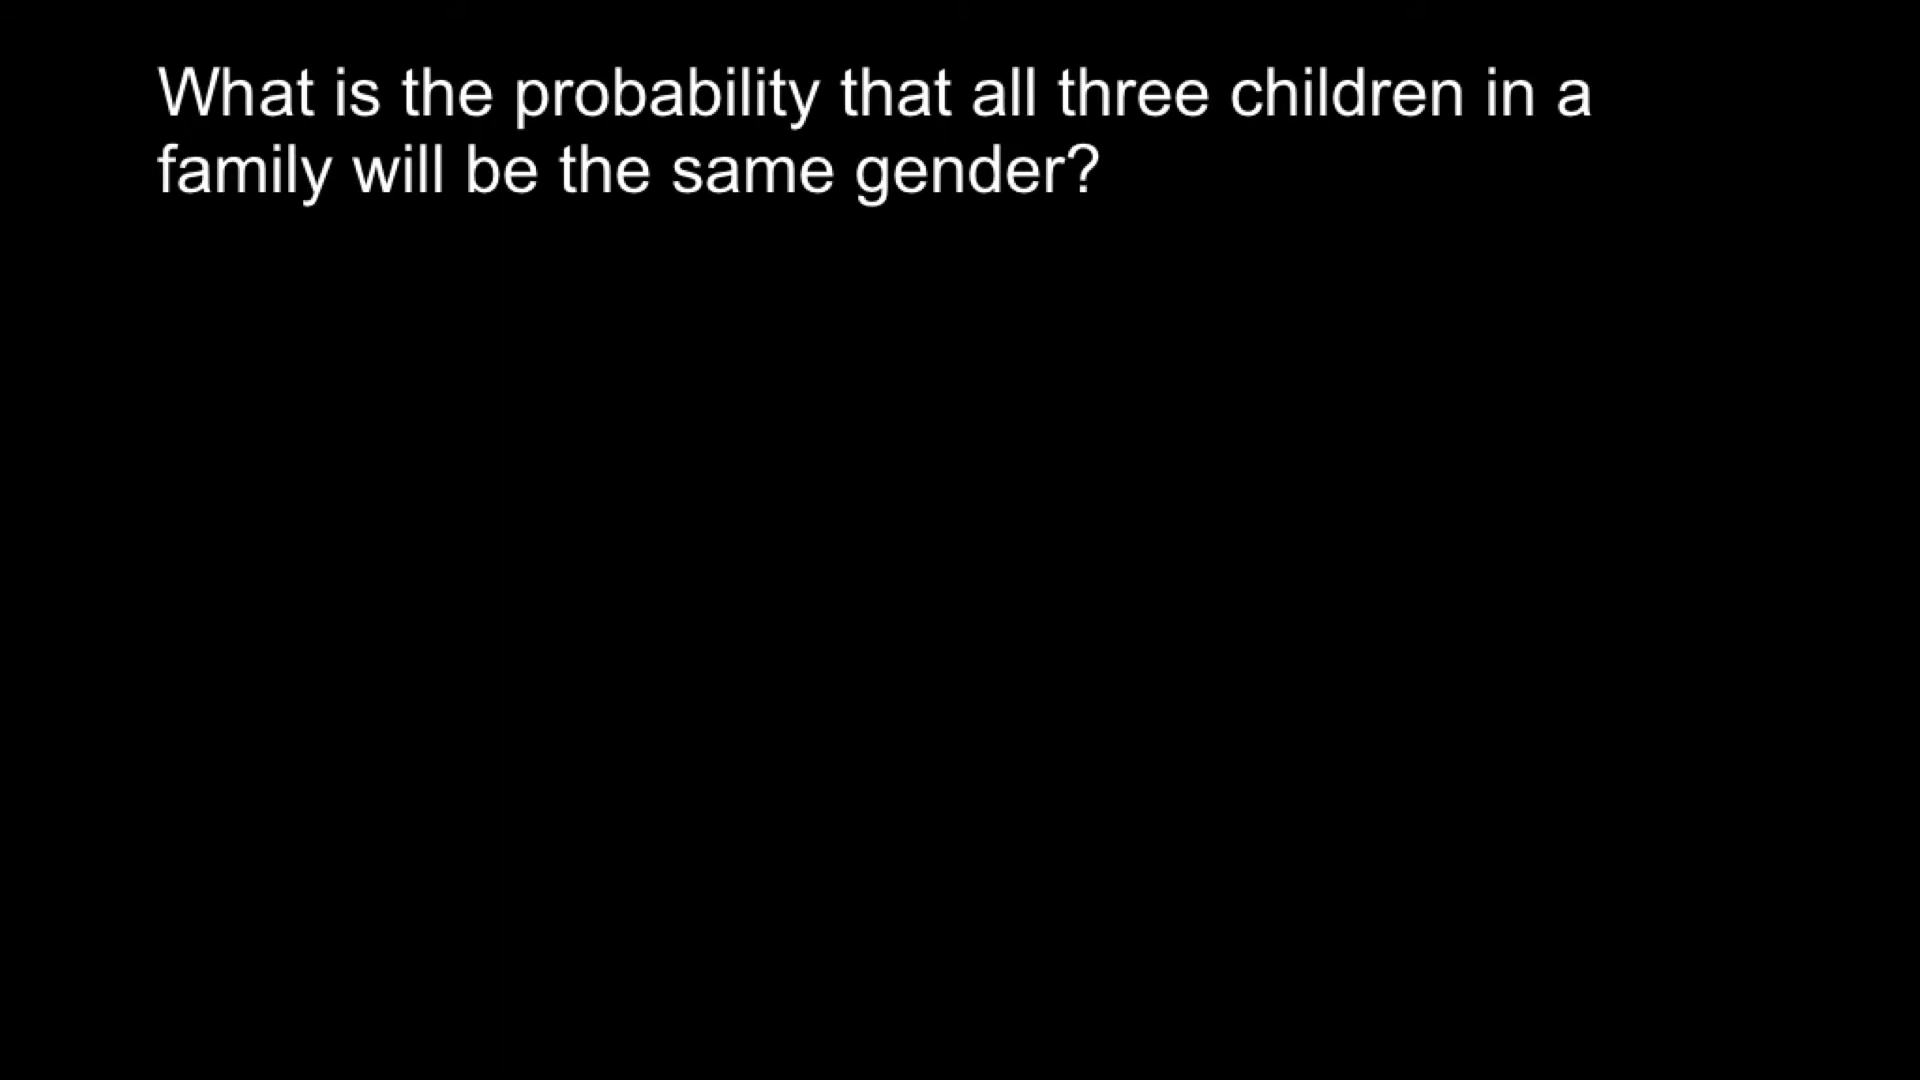 What is the probability that all three children in a
family will be the same gender?